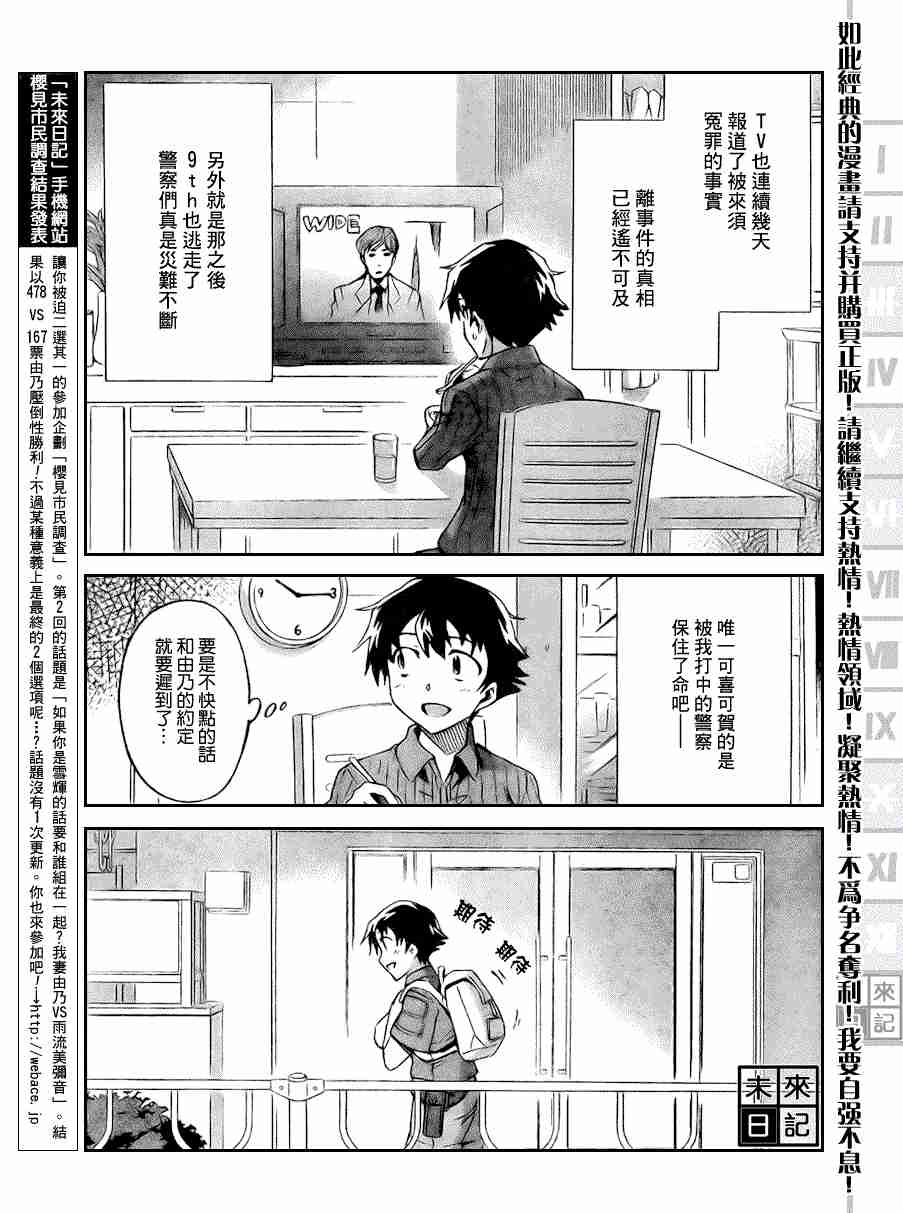 如此經典的漫畫請支持并購買正版！請繼續支持熱情！熱情領域！凝聚熱情！不爲争名奪利！我要自强不息！
I
II
III
IV
V
VI
VII
VIII
IX
X
XI
來
記
TV也連續幾天
報道了被來須
冤罪的事實
離事件的真相
已經遙不可及
WIDE
另外就是那之後
9th也逃走了
警察們真是災難不斷
唯一可喜可賀的是
被我打中的警察
保住了命吧——
12
3
6
9
要是不快點的話
和由乃的約定
就要遲到了…
未來
日記
「未來日記」手機網站
櫻見市民調查結果發表
讓你被迫二選其一的參加企劃「櫻見市民調查」。第2回的話題是「如果你是雪輝的話要和誰組在一起？我妻由乃VS雨流美彌音」。結
果以478 VS 167票由乃壓倒性勝利！不過某種意義上是最終的2個選項呢…？話題沒有1次更新。你也來參加吧！→http://webace.jp